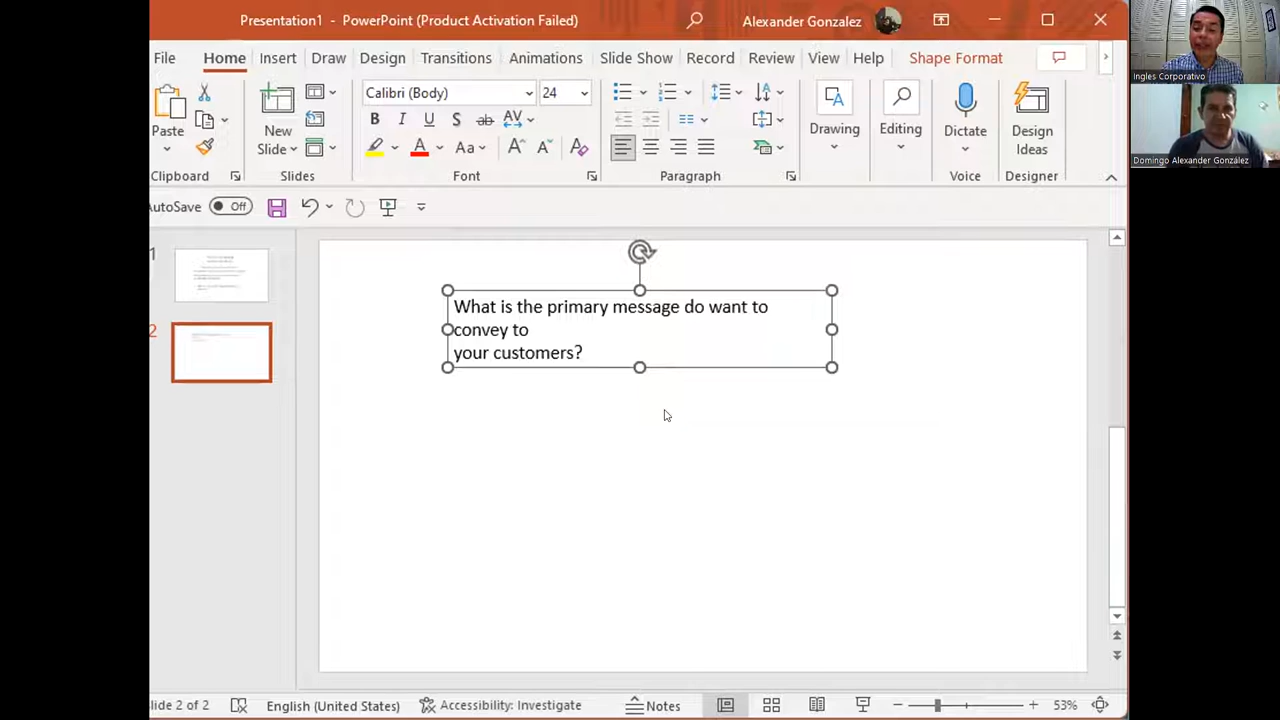 Presentation1 - PowerPoint (Product Activation Failed)
Alexander Gonzalez
File Home Insert Draw Design Transitions Animations Slide Show Record Review View Help Shape Format
Calibri (Body) 24
Paste
New
Slide
Drawing
Editing
Dictate
Design
Ideas
Clipboard Slides Font Paragraph Voice Designer
AutoSave Off
1
2
What is the primary message do want to
convey to
your customers?
Slide 2 of 2 English (United States) Accessibility: Investigate Notes 53%
Ingles Corporativo
Domingo Alexander González